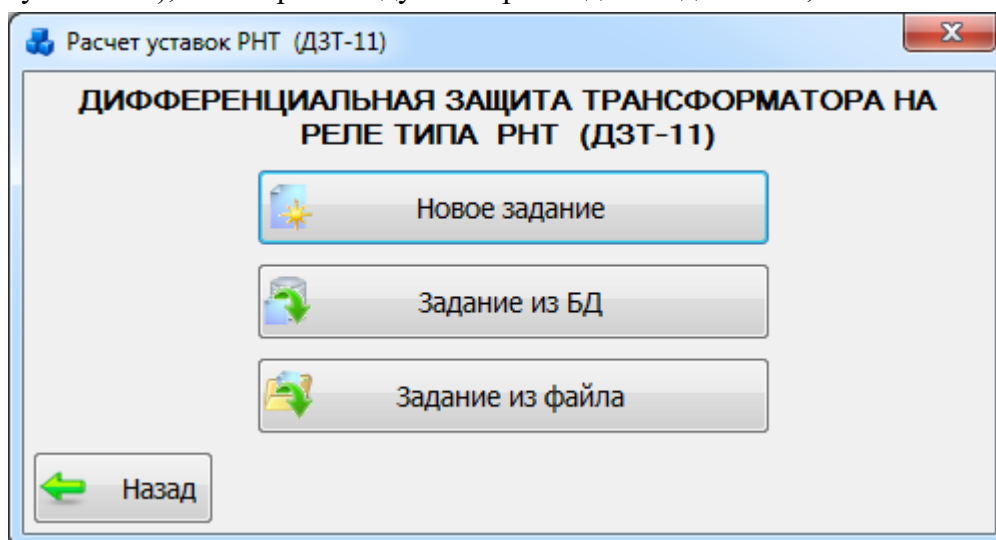 Расчет уставок РНТ (ДЗТ-11)
ДИФФЕРЕНЦИАЛЬНАЯ ЗАЩИТА ТРАНСФОРМАТОРА НА
РЕЛЕ ТИПА РНТ (ДЗТ-11)
Новое задание
Задание из БД
Задание из файла
Назад